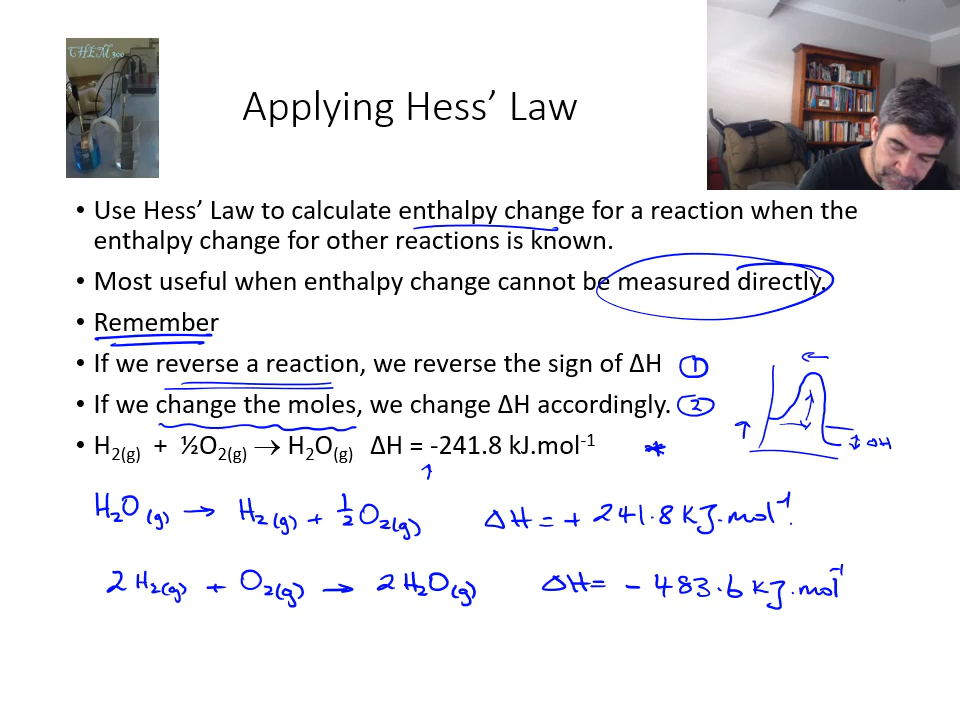 CHEM 300
Applying Hess’ Law
• Use Hess’ Law to calculate enthalpy change for a reaction when the
enthalpy change for other reactions is known.
• Most useful when enthalpy change cannot be measured directly.
• Remember
• If we reverse a reaction, we reverse the sign of ΔH ①
• If we change the moles, we change ΔH accordingly. ②
ΔH
• H₂(g) + ½O₂(g) → H₂O(g) ΔH = -241.8 kJ.mol⁻¹ *
H₂O(g) → H₂(g) + ½O₂(g) ΔH = + 241.8 kJ.mol⁻¹.
2H₂(g) + O₂(g) → 2H₂O(g) ΔH = - 483.6 kJ.mol⁻¹